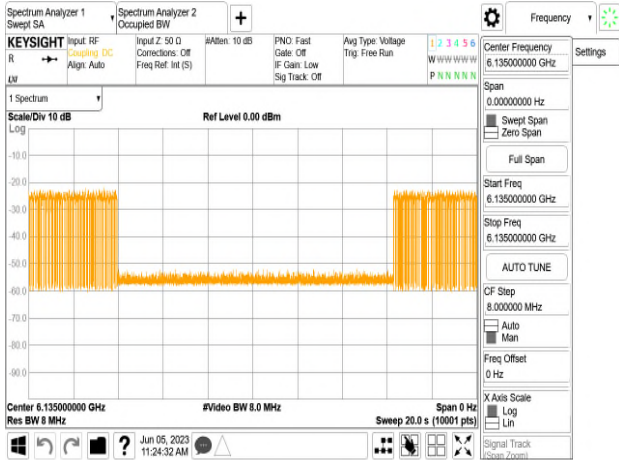 Spectrum Analyzer 1
Swept SA
Spectrum Analyzer 2
Occupied BW
+
Frequency
Settings
KEYSIGHT
R
LXI
Input: RF
Coupling: DC
Align: Auto
Input Z: 50 Ω
Corrections: Off
Freq Ref: Int (S)
#Atten: 10 dB
PNO: Fast
Gate: Off
IF Gain: Low
Sig Track: Off
Avg Type: Voltage
Trig: Free Run
1 2 3 4 5 6
W W W W W W
P N N N N N
1 Spectrum
Scale/Div 10 dB
Ref Level 0.00 dBm
Log
-10.0
-20.0
-30.0
-40.0
-50.0
-60.0
-70.0
-80.0
-90.0
Center 6.135000000 GHz
#Video BW 8.0 MHz
Span 0 Hz
Res BW 8 MHz
Sweep 20.0 s (10001 pts)
?
Jun 05, 2023
11:24:32 AM
Center Frequency
6.135000000 GHz
Span
0.00000000 Hz
Swept Span
Zero Span
Full Span
Start Freq
6.135000000 GHz
Stop Freq
6.135000000 GHz
AUTO TUNE
CF Step
8.000000 MHz
Auto
Man
Freq Offset
0 Hz
X Axis Scale
Log
Lin
Signal Track
(Span Zoom)